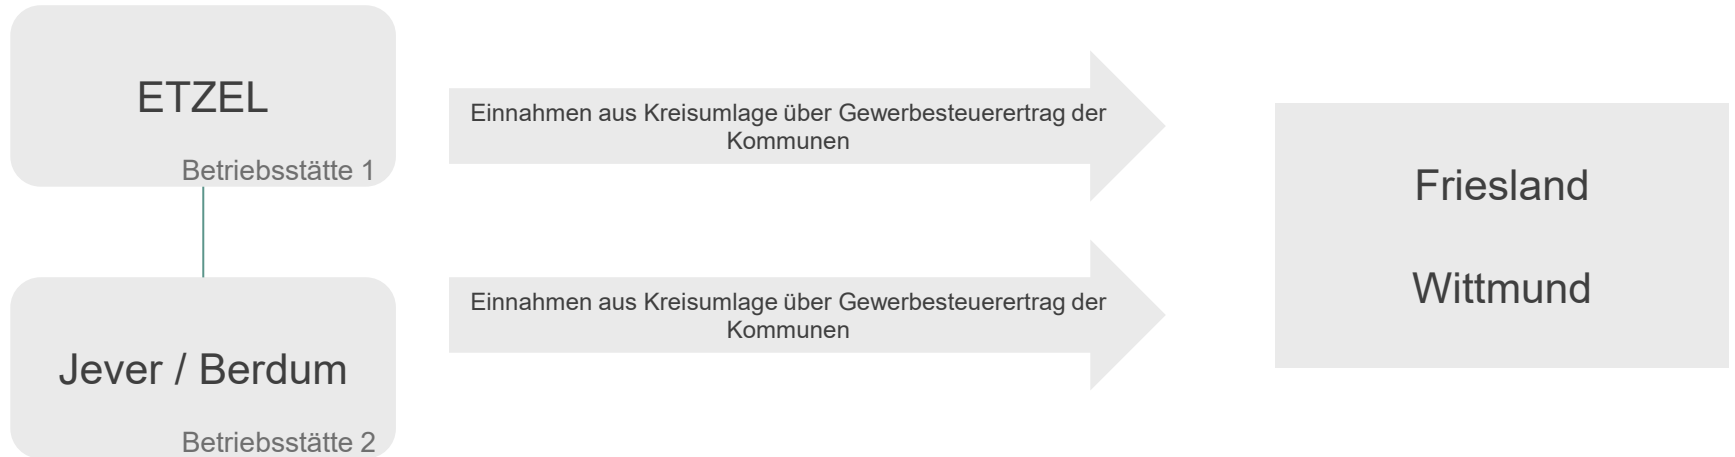 ETZEL
Betriebsstätte 1
Einnahmen aus Kreisumlage über Gewerbesteuerertrag der
Kommunen
Friesland
Wittmund
Einnahmen aus Kreisumlage über Gewerbesteuerertrag der
Kommunen
Jever / Berdum
Betriebsstätte 2